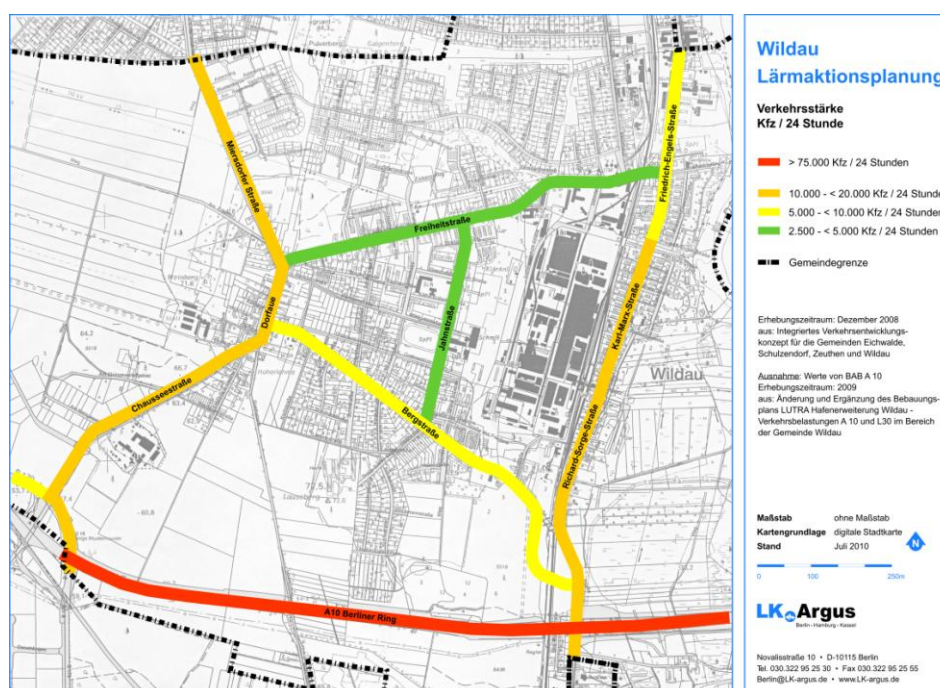 Wildau
Lärmaktionsplanung
Verkehrsstärke
Kfz / 24 Stunde
> 75.000 Kfz / 24 Stunden
10.000 - < 20.000 Kfz / 24 Stunde
5.000 - < 10.000 Kfz / 24 Stunden
2.500 - < 5.000 Kfz / 24 Stunden
Gemeindegrenze
Erhebungszeitraum: Dezember 2008
aus: Integriertes Verkehrsentwicklungs-
konzept für die Gemeinden Eichwalde,
Schulzendorf, Zeuthen und Wildau
Ausnahme: Werte von BAB A 10
Erhebungszeitraum: 2009
aus: Änderung und Ergänzung des Bebauungs-
plans LUTRA Hafenerweiterung Wildau -
Verkehrsbelastungen A 10 und L30 im Bereich
der Gemeinde Wildau
Maßstab ohne Maßstab
Kartengrundlage digitale Stadtkarte
Stand Juli 2010
N
0 100 250m
LK Argus
Berlin · Hamburg · Kassel
Novalisstraße 10 • D-10115 Berlin
Tel. 030.322 95 25 30 • Fax 030.322 95 25 55
Berlin@LK-argus.de • www.LK-argus.de
Miersdorfer Straße
Friedrich-Engels-Straße
Freiheitstraße
Dorfaue
Jahnstraße
Karl-Marx-Straße
Wildau
Chausseestraße
Bergstraße
Richard-Sorge-Straße
A10 Berliner Ring